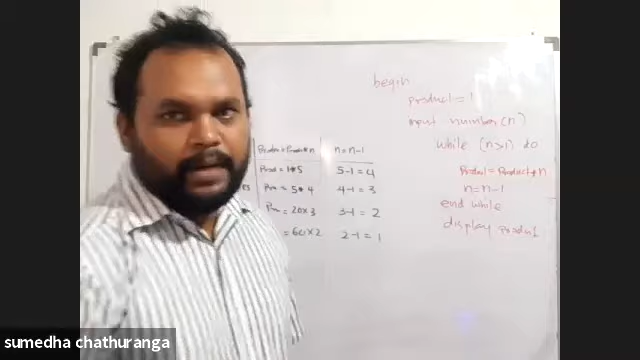 begin
product = 1
input number(n)
while (n>1) do
Product = Product * n
n=n-1
end while
display product
Product=Product*n n=n-1
Prod = 1*5 5-1=4
Pro = 5*4 4-1=3
= 20×3 3-1=2
= 60×2 2-1=1
sumedha chathuranga